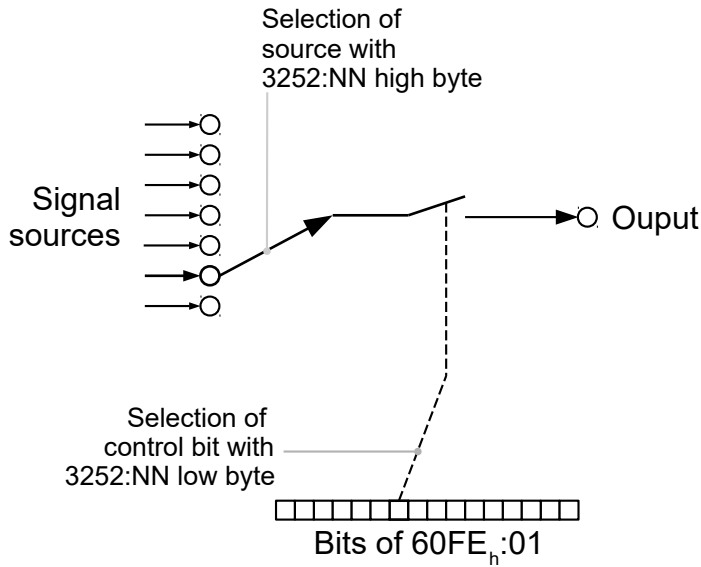 Selection of
source with
3252:NN high byte
Signal
sources
Ouput
Selection of
control bit with
3252:NN low byte
Bits of 60FEh:01